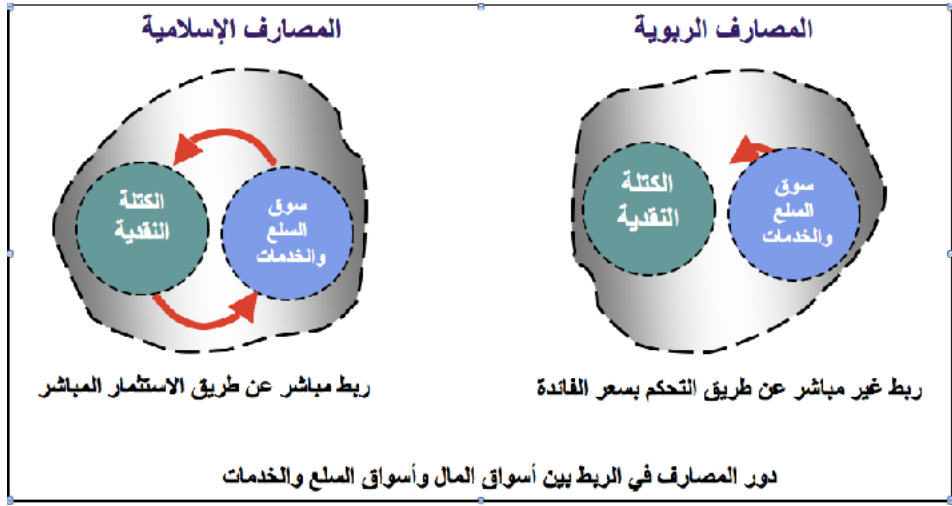 المصارف الربوية
الكتلة
النقدية
سوق
السلع
والخدمات
ربط غير مباشر عن طريق التحكم بسعر الفائدة
المصارف الإسلامية
الكتلة
النقدية
سوق
السلع
والخدمات
ربط مباشر عن طريق الاستثمار المباشر
دور المصارف في الربط بين أسواق المال وأسواق السلع والخدمات